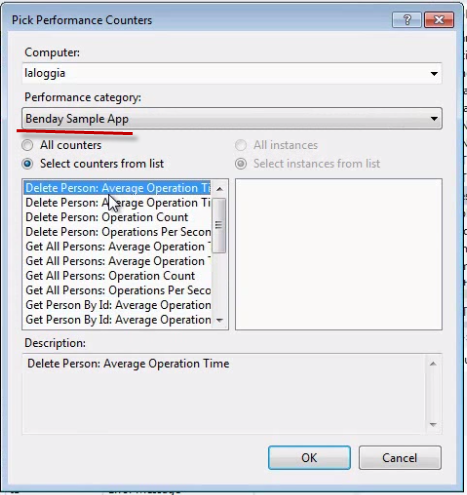 Pick Performance Counters
Computer:
laloggia
Performance category:
Benday Sample App
All counters
All instances
Select counters from list
Select instances from list
Delete Person: Average Operation Ti
Delete Person: Average Operation Ti
Delete Person: Operation Count
Delete Person: Operations Per Secon
Get All Persons: Average Operation T
Get All Persons: Average Operation T
Get All Persons: Operation Count
Get All Persons: Operations Per Seco
Get Person By Id: Average Operation
Get Person By Id: Average Operation
Description:
Delete Person: Average Operation Time
OK
Cancel